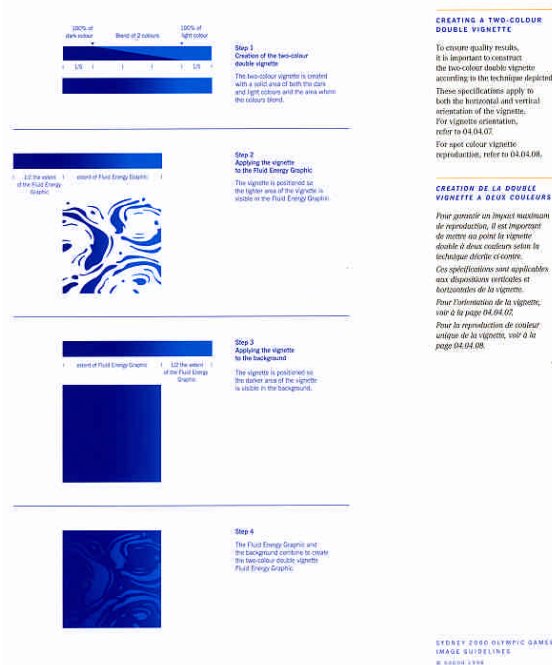 100% of
dark colour
Blend of 2 colours
100% of
light colour
1/5
1/5
Step 1
Creation of the two-colour
double vignette
The two-colour vignette is created
with a solid area of both the dark
and light colours and the area where
the colours blend.
1/2 the extent
of the Fluid Energy
Graphic
extent of Fluid Energy Graphic
Step 2
Applying the vignette
to the Fluid Energy Graphic
The vignette is positioned so
the lighter area of the vignette is
visible in the Fluid Energy Graphic.
extent of Fluid Energy Graphic
1/2 the extent
of the Fluid Energy
Graphic
Step 3
Applying the vignette
to the background
The vignette is positioned so
the darker area of the vignette
is visible in the background.
Step 4
The Fluid Energy Graphic and
the background combine to create
the two-colour double vignette
Fluid Energy Graphic.
CREATING A TWO-COLOUR
DOUBLE VIGNETTE
To ensure quality results,
it is important to construct
the two-colour double vignette
according to the technique depicted.
These specifications apply to
both the horizontal and vertical
orientation of the vignette.
For vignette orientation,
refer to 04.04.07.
For spot colour vignette
reproduction, refer to 04.04.08.
CREATION DE LA DOUBLE
VIGNETTE A DEUX COULEURS
Pour garantir un impact maximum
de reproduction, il est important
de mettre au point la vignette
double à deux couleurs selon la
technique décrite ci-contre.
Ces spécifications sont applicables
aux dispositions verticales et
horizontales de la vignette.
Pour l'orientation de la vignette,
voir à la page 04.04.07.
Pour la reproduction de couleur
unique de la vignette, voir à la
page 04.04.08.
SYDNEY 2000 OLYMPIC GAMES
IMAGE GUIDELINES
© SOCOG 1998